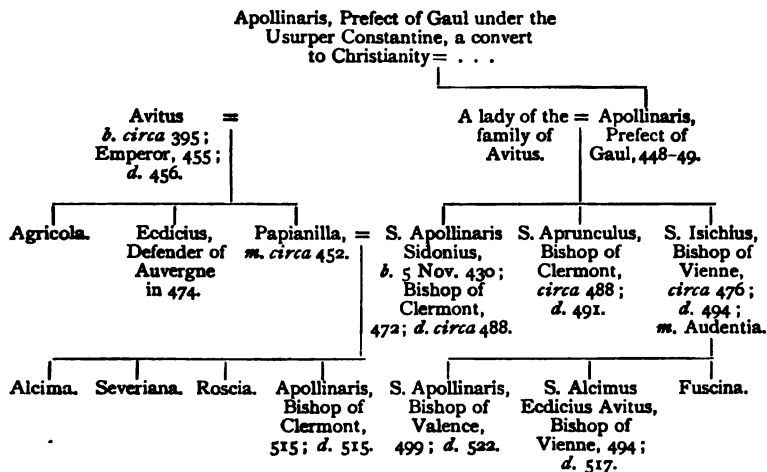 Apollinaris, Prefect of Gaul under the
Usurper Constantine, a convert
to Christianity = . . .
Avitus =
b. circa 395;
Emperor, 455;
d. 456.
A lady of the = Apollinaris,
family of Prefect of
Avitus. Gaul, 448–49.
Agricola.
Ecdicius,
Defender of
Auvergne
in 474.
Papianilla, =
m. circa 452.
S. Apollinaris
Sidonius,
b. 5 Nov. 430;
Bishop of
Clermont,
472; d. circa 488.
S. Aprunculus,
Bishop of
Clermont,
circa 488;
d. 491.
S. Isichius,
Bishop of
Vienne,
circa 476;
d. 494;
m. Audentia.
Alcima.
Severiana.
Roscia.
Apollinaris,
Bishop of
Clermont,
515; d. 515.
S. Apollinaris,
Bishop of
Valence,
499; d. 522.
S. Alcimus
Ecdicius Avitus,
Bishop of
Vienne, 494;
d. 517.
Fuscina.